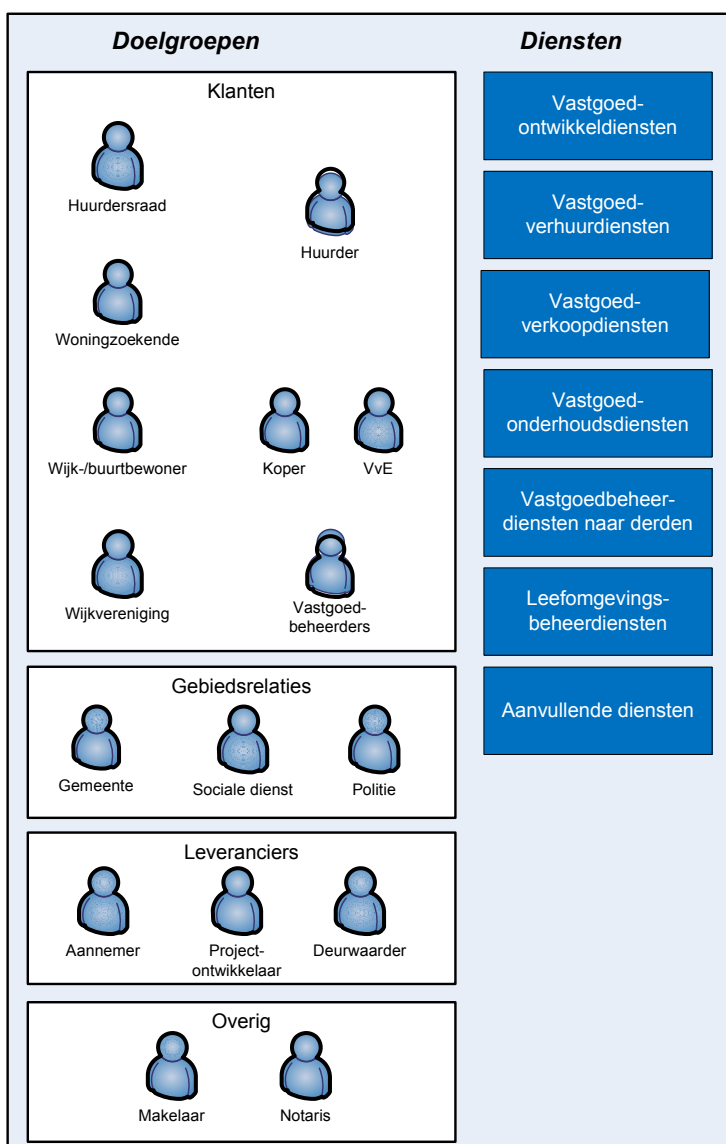 Doelgroepen
Klanten
Huurdersraad
Huurder
Woningzoekende
Wijk-/buurtbewoner
Koper
VvE
Wijkvereniging
Vastgoed-
beheerders
Gebiedsrelaties
Gemeente
Sociale dienst
Politie
Leveranciers
Aannemer
Project-
ontwikkelaar
Deurwaarder
Overig
Makelaar
Notaris
Diensten
Vastgoed-
ontwikkeldiensten
Vastgoed-
verhuurdiensten
Vastgoed-
verkoopdiensten
Vastgoed-
onderhoudsdiensten
Vastgoedbeheer-
diensten naar derden
Leefomgevings-
beheerdiensten
Aanvullende diensten